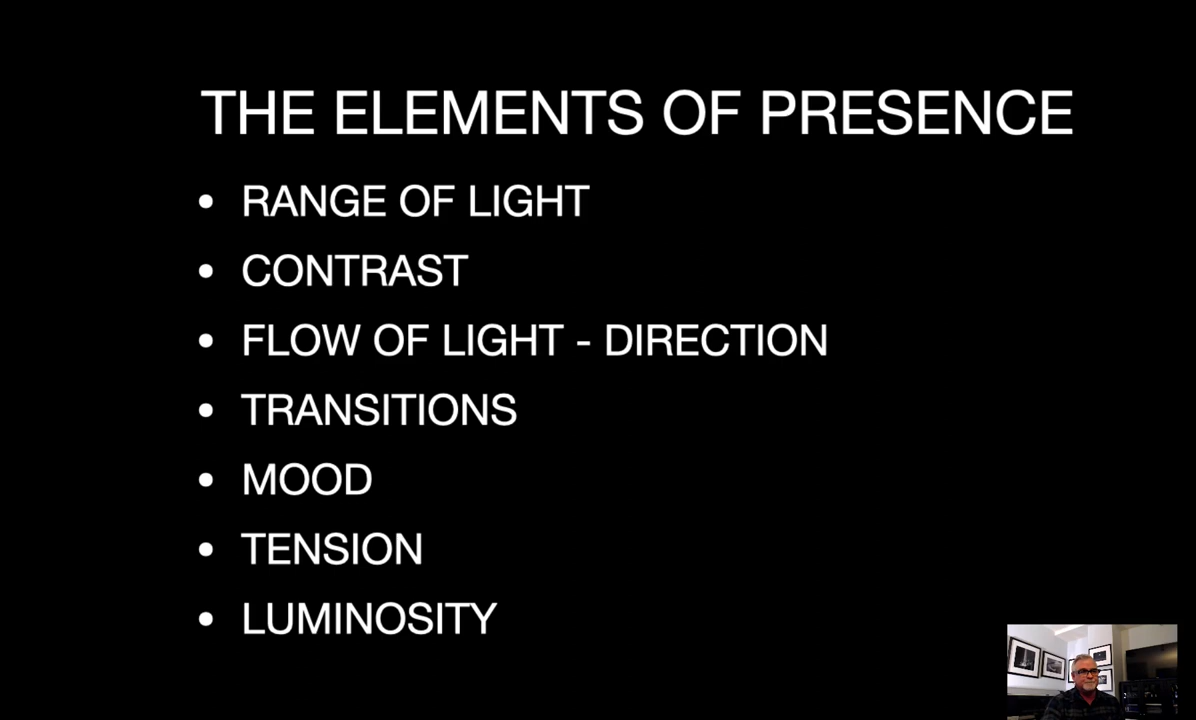 THE ELEMENTS OF PRESENCE
• RANGE OF LIGHT
• CONTRAST
• FLOW OF LIGHT - DIRECTION
• TRANSITIONS
• MOOD
• TENSION
• LUMINOSITY